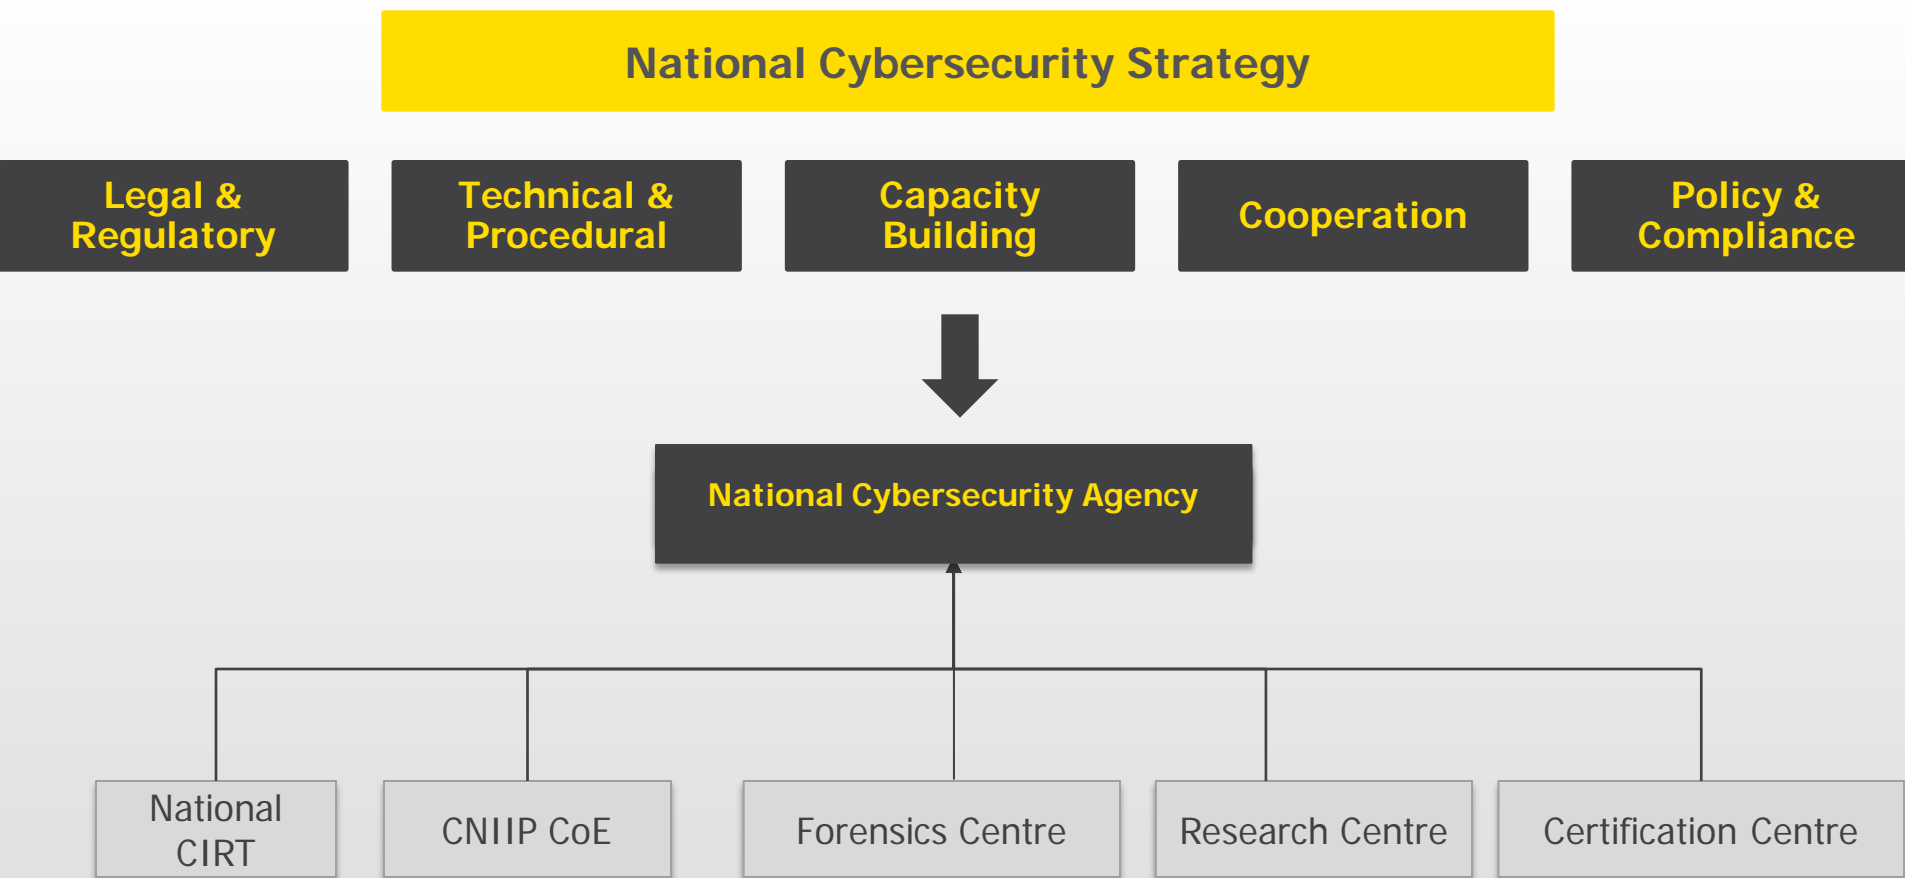 National Cybersecurity Strategy
Legal &
Regulatory
Technical &
Procedural
Capacity
Building
Cooperation
Policy &
Compliance
National Cybersecurity Agency
National
CIRT
CNIIP CoE
Forensics Centre
Research Centre
Certification Centre